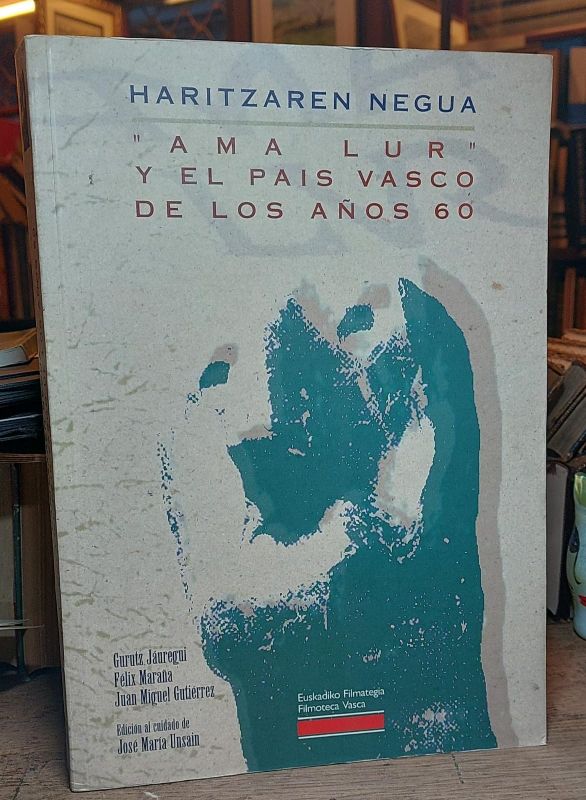 HARITZAREN NEGUA
"AMA LUR"
Y EL PAIS VASCO
DE LOS AÑOS 60
Gurutz Jáuregui
Félix Maraña
Juan Miguel Gutiérrez
Edición al cuidado de
José María Unsain
Euskadiko Filmategia
Filmoteca Vasca